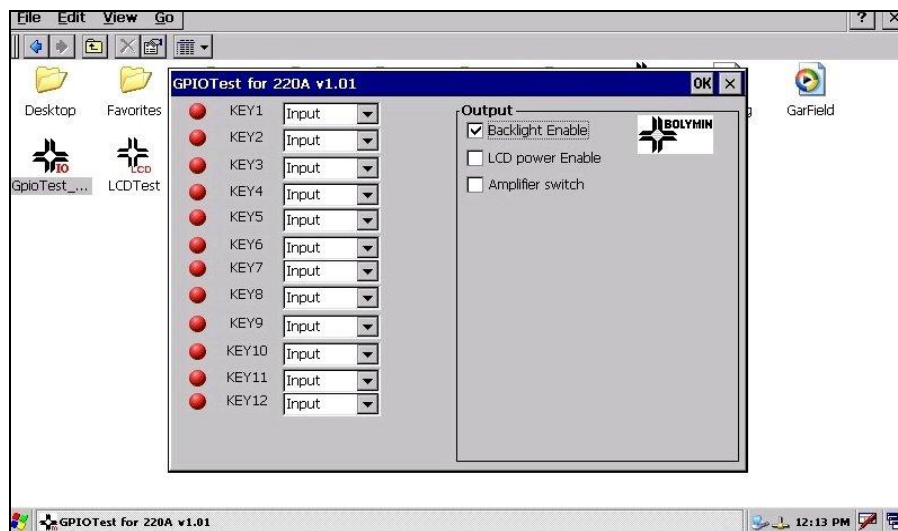 File Edit View Go
?
GPIOTest for 220A v1.01 OK
Desktop
Favorites
GarField
IO
GpioTest_...
LCD
LCDTest
KEY1 Input
KEY2 Input
KEY3 Input
KEY4 Input
KEY5 Input
KEY6 Input
KEY7 Input
KEY8 Input
KEY9 Input
KEY10 Input
KEY11 Input
KEY12 Input
Output
Backlight Enable
LCD power Enable
Amplifier switch
BOLYMIN
GPIOTest for 220A v1.01
12:13 PM